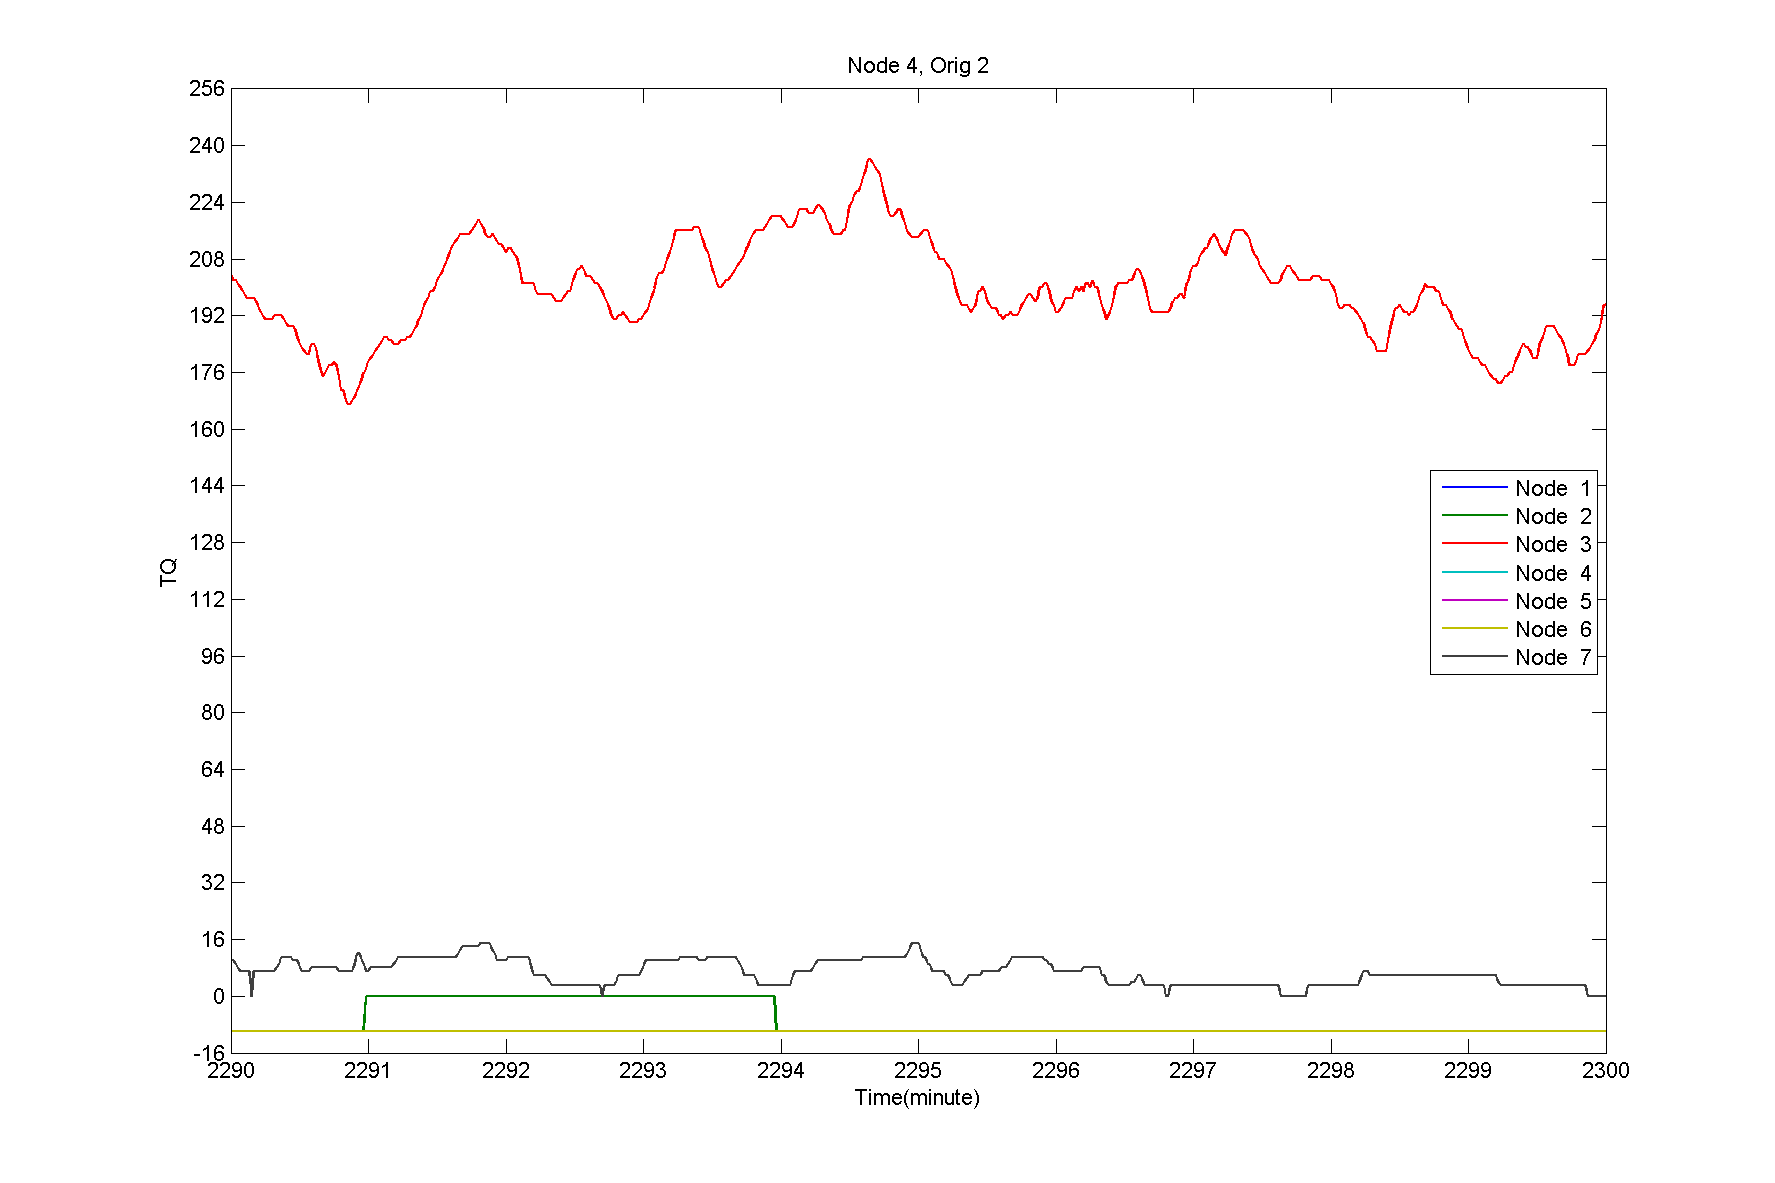 Node 4, Orig 2
256
240
224
208
192
176
160
144
128
112
96
80
64
48
32
16
0
-16
TQ
Node 1
Node 2
Node 3
Node 4
Node 5
Node 6
Node 7
2290 2291 2292 2293 2294 2295 2296 2297 2298 2299 2300
Time(minute)